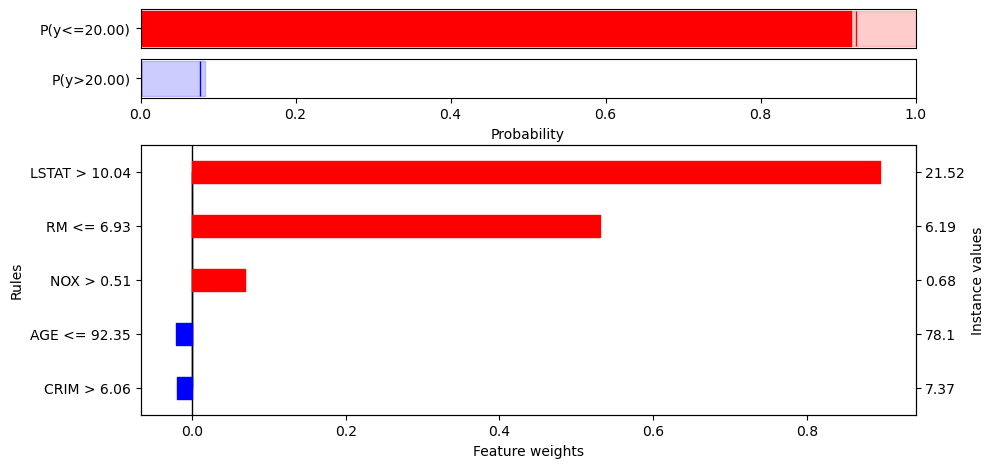 P(y<=20.00)
P(y>20.00)
0.0 0.2 0.4 0.6 0.8 1.0
Probability
LSTAT > 10.04 21.52
RM <= 6.93 6.19
NOX > 0.51 0.68
AGE <= 92.35 78.1
CRIM > 6.06 7.37
Rules
Instance values
0.0 0.2 0.4 0.6 0.8
Feature weights